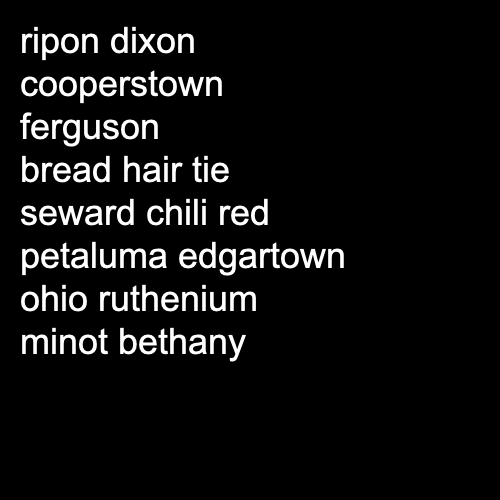 ripon dixon
cooperstown
ferguson
bread hair tie
seward chili red
petaluma edgartown
ohio ruthenium
minot bethany